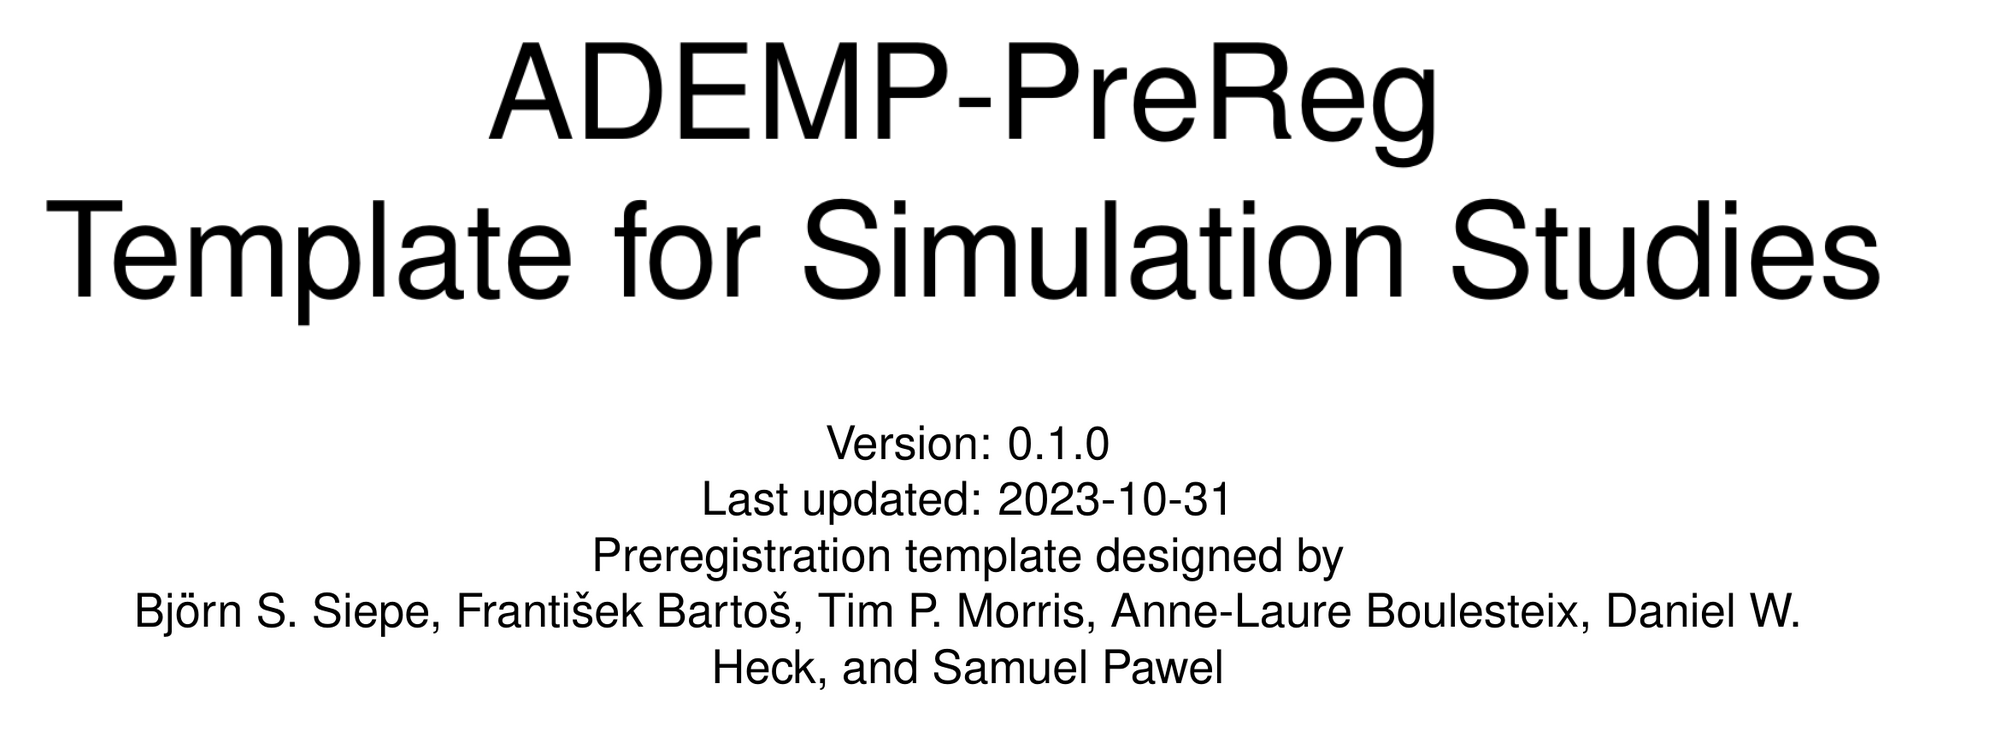 ADEMP-PreReg
Template for Simulation Studies
Version: 0.1.0
Last updated: 2023-10-31
Preregistration template designed by
Björn S. Siepe, František Bartoš, Tim P. Morris, Anne-Laure Boulesteix, Daniel W.
Heck, and Samuel Pawel